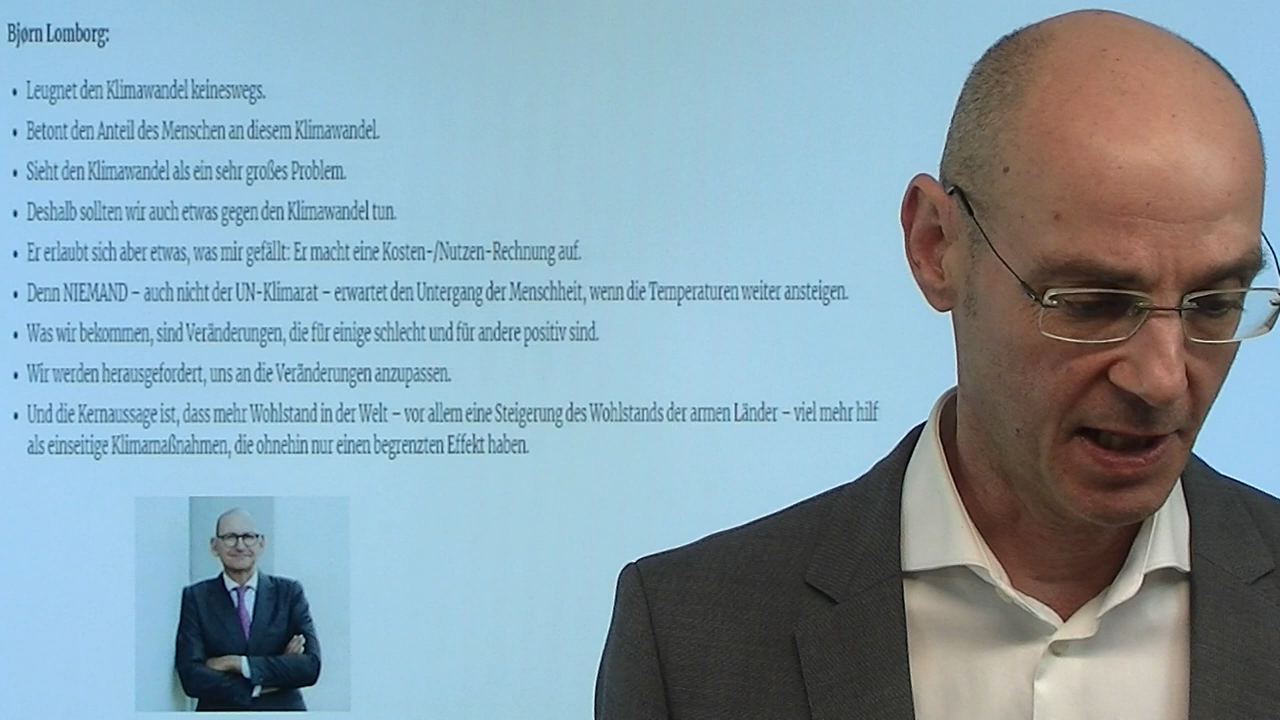 Bjørn Lomborg:
• Leugnet den Klimawandel keineswegs.
• Betont den Anteil des Menschen an diesem Klimawandel.
• Sieht den Klimawandel als ein sehr großes Problem.
• Deshalb sollten wir auch etwas gegen den Klimawandel tun.
• Er erlaubt sich aber etwas, was mir gefällt: Er macht eine Kosten-/Nutzen-Rechnung auf.
• Denn NIEMAND – auch nicht der UN-Klimarat – erwartet den Untergang der Menschheit, wenn die Temperaturen weiter ansteigen.
• Was wir bekommen, sind Veränderungen, die für einige schlecht und für andere positiv sind.
• Wir werden herausgefordert, uns an die Veränderungen anzupassen.
• Und die Kernaussage ist, dass mehr Wohlstand in der Welt – vor allem eine Steigerung des Wohlstands der armen Länder – viel mehr hilf
als einseitige Klimamaßnahmen, die ohnehin nur einen begrenzten Effekt haben.